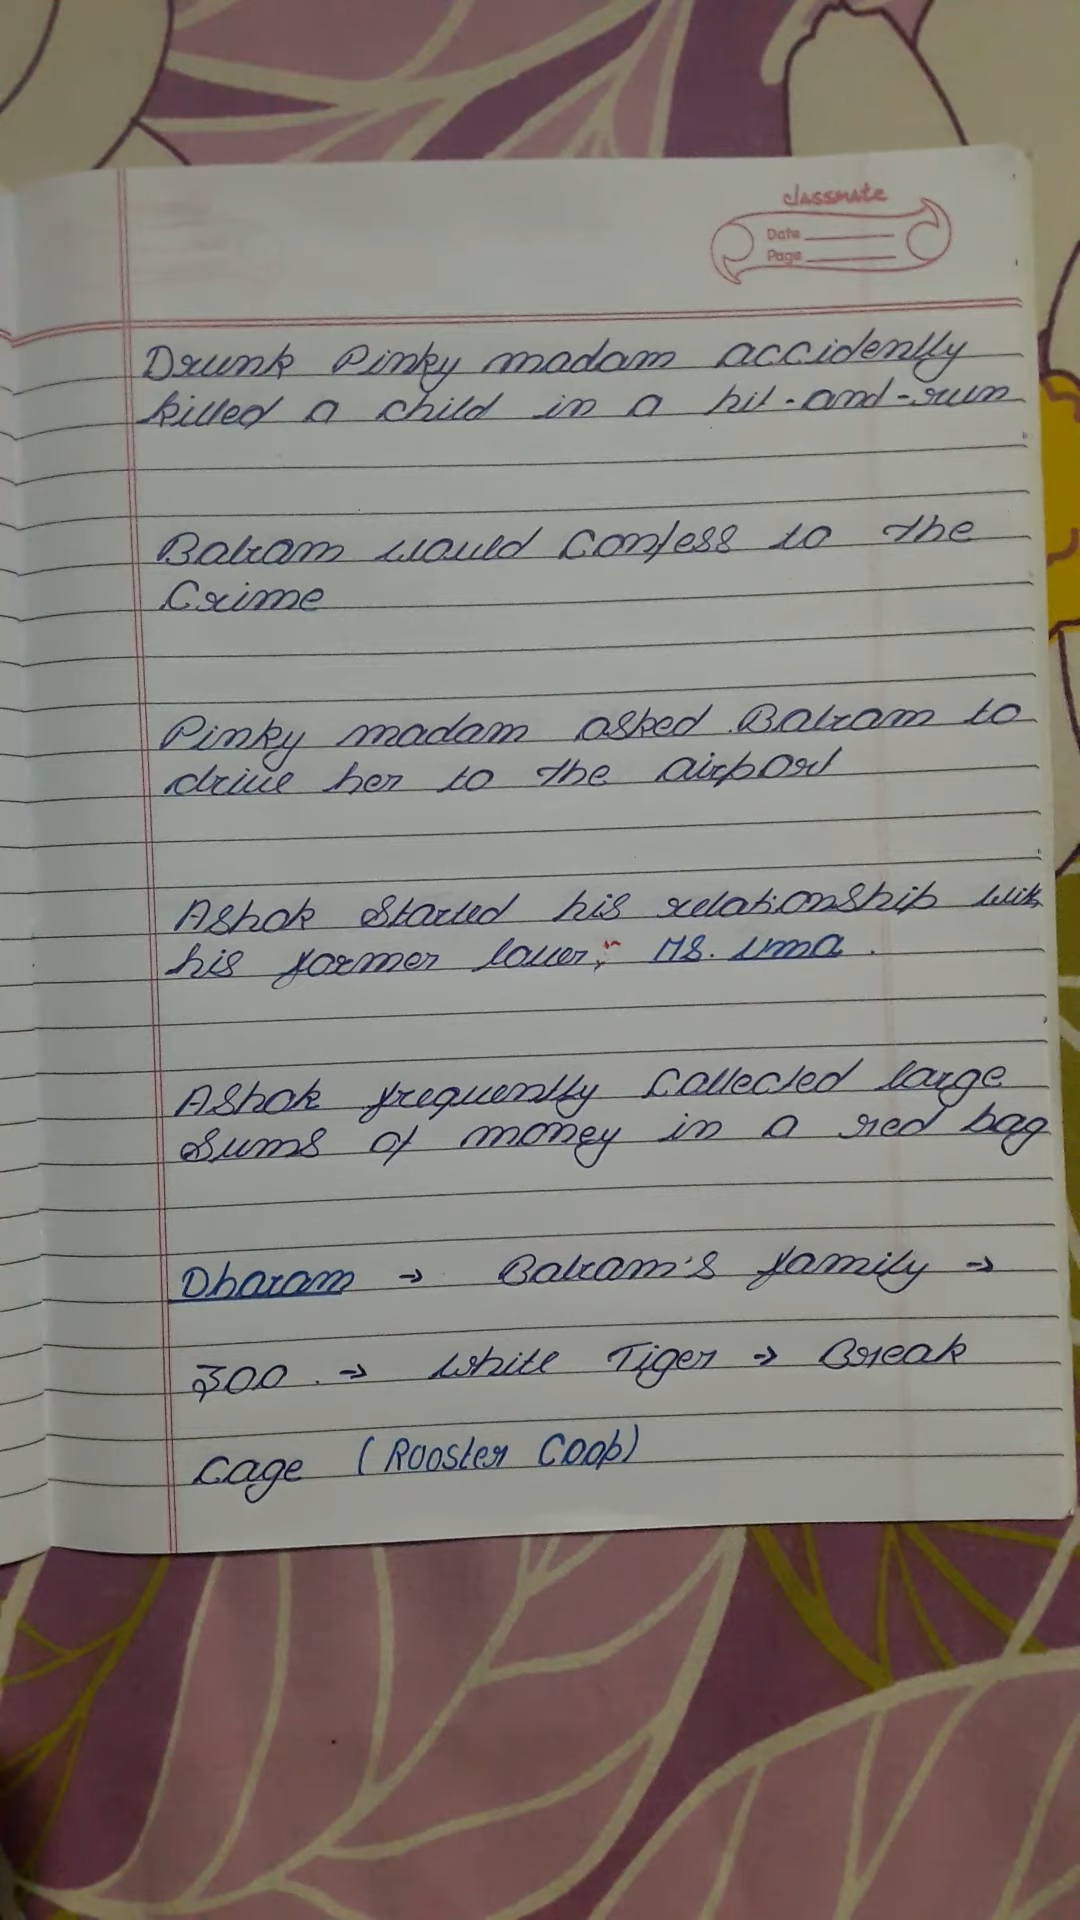 classmate
Date
Page
Drunk Pinky madam accidently
killed a child in a hit-and-run
Balram would confess to the
Crime
Pinky madam asked Balram to
drive her to the airport
Ashok started his relationship with
his former lover, Ms. Uma.
Ashok frequently collected large
sums of money in a red bag
Dharam → Balram's family →
zoo → White Tiger → Break
cage (Rooster Coop)